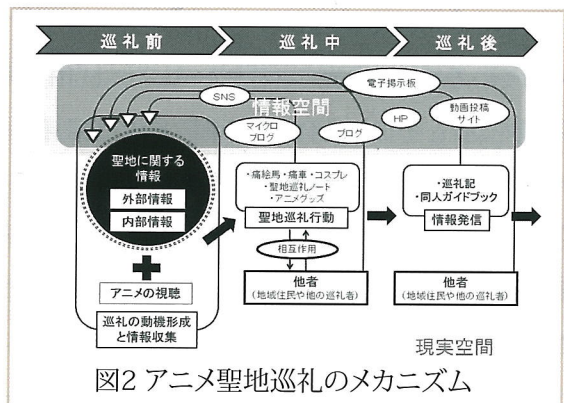 巡礼前
巡礼中
巡礼後
情報空間
SNS
マイクロ
ブログ
ブログ
電子掲示板
HP
動画投稿
サイト
聖地に関する
情報
外部情報
内部情報
アニメの視聴
巡礼の動機形成
と情報収集
・痛絵馬・痛車・コスプレ
・聖地巡礼ノート
・アニメグッズ
聖地巡礼行動
相互作用
他者
(地域住民や他の巡礼者)
・巡礼記
・同人ガイドブック
情報発信
他者
(地域住民や他の巡礼者)
現実空間
図2 アニメ聖地巡礼のメカニズム